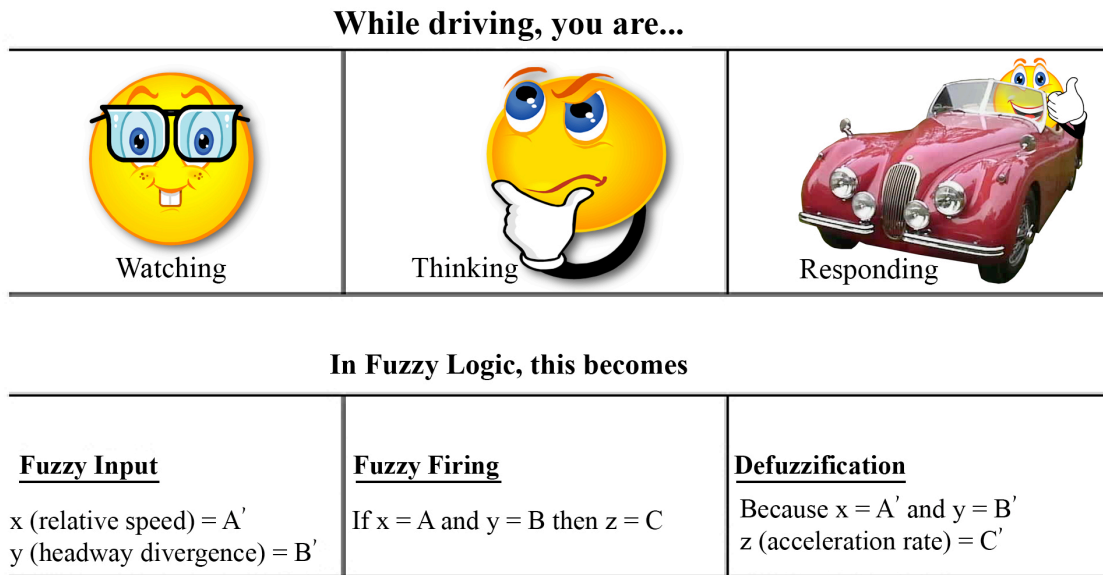 While driving, you are...
Watching
Thinking
Responding
In Fuzzy Logic, this becomes
Fuzzy Input
x (relative speed) = A'
y (headway divergence) = B'
Fuzzy Firing
If x = A and y = B then z = C
Defuzzification
Because x = A' and y = B'
z (acceleration rate) = C'